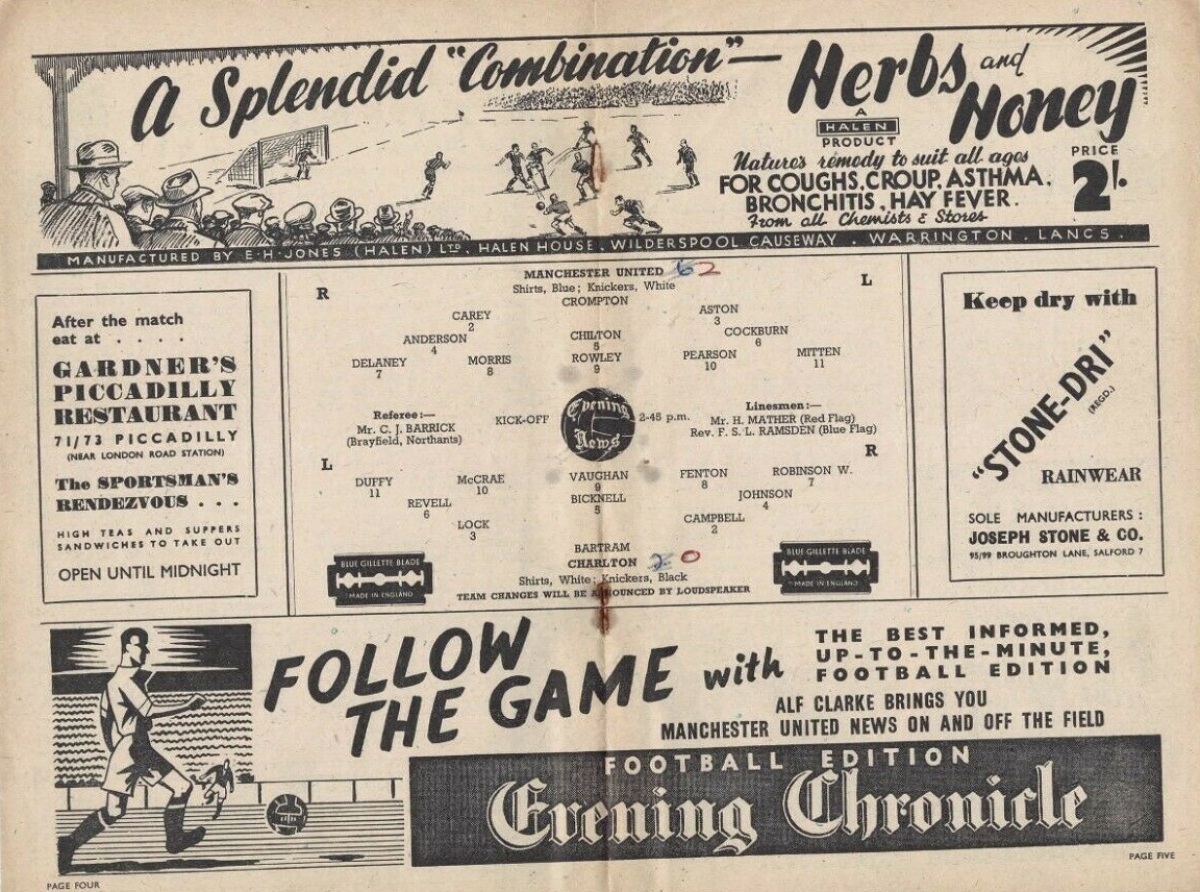 A Splendid "Combination"—
Herbs and Honey
A
HALEN
PRODUCT
Nature's remedy to suit all ages
FOR COUGHS, CROUP, ASTHMA,
BRONCHITIS, HAY FEVER.
From all Chemists & Stores
PRICE
2/-
MANUFACTURED BY E·H·JONES (HALEN) LTD, HALEN HOUSE, WILDERSPOOL CAUSEWAY . WARRINGTON . LANCS.
After the match
eat at . . . .
GARDNER'S
PICCADILLY
RESTAURANT
71/73 PICCADILLY
(NEAR LONDON ROAD STATION)
The SPORTSMAN'S
RENDEZVOUS . . .
HIGH TEAS AND SUPPERS
SANDWICHES TO TAKE OUT
OPEN UNTIL MIDNIGHT
MANCHESTER UNITED 2
Shirts, Blue; Knickers, White
R L
CROMPTON
CAREY ASTON
2 3
ANDERSON CHILTON COCKBURN
4 5 6
DELANEY MORRIS ROWLEY PEARSON MITTEN
7 8 9 10 11
Referee:—
Mr. C. J. BARRICK
(Brayfield, Northants)
KICK-OFF
Evening
News
2-45 p.m.
Linesmen:—
Mr. H. MATHER (Red Flag)
Rev. F. S. L. RAMSDEN (Blue Flag)
L R
DUFFY McCRAE VAUGHAN FENTON ROBINSON W.
11 10 9 8 7
REVELL BICKNELL JOHNSON
6 5 4
LOCK CAMPBELL
3 2
BARTRAM
CHARLTON 0
Shirts, White; Knickers, Black
TEAM CHANGES WILL BE ANNOUNCED BY LOUDSPEAKER
BLUE GILLETTE BLADE
MADE IN ENGLAND
BLUE GILLETTE BLADE
MADE IN ENGLAND
Keep dry with
"STONE-DRI"
(REGD.)
RAINWEAR
SOLE MANUFACTURERS :
JOSEPH STONE & CO.
95/99 BROUGHTON LANE, SALFORD 7
FOLLOW
THE GAME with
THE BEST INFORMED,
UP-TO-THE-MINUTE,
FOOTBALL EDITION
ALF CLARKE BRINGS YOU
MANCHESTER UNITED NEWS ON AND OFF THE FIELD
FOOTBALL EDITION
Evening Chronicle
PAGE FOUR
PAGE FIVE